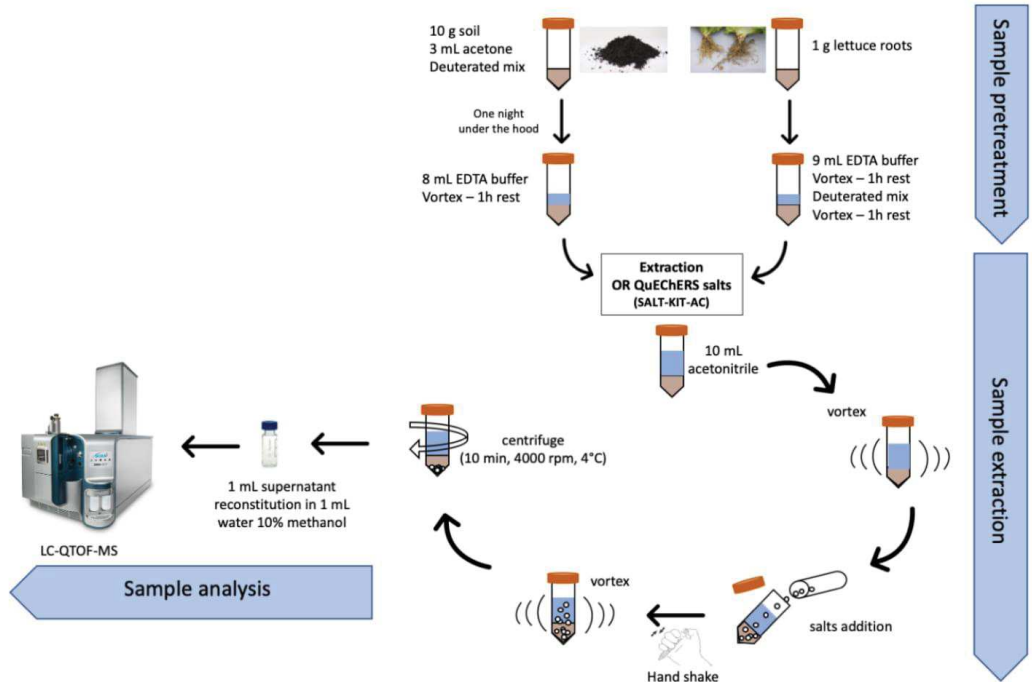 10 g soil
3 mL acetone
Deuterated mix
1 g lettuce roots
One night
under the hood
8 mL EDTA buffer
Vortex – 1h rest
9 mL EDTA buffer
Vortex – 1h rest
Deuterated mix
Vortex – 1h rest
Sample pretreatment
Extraction
OR QuEChERS salts
(SALT-KIT-AC)
10 mL
acetonitrile
vortex
Sample extraction
salts addition
Hand shake
vortex
centrifuge
(10 min, 4000 rpm, 4°C)
1 mL supernatant
reconstitution in 1 mL
water 10% methanol
LC-QTOF-MS
Sample analysis